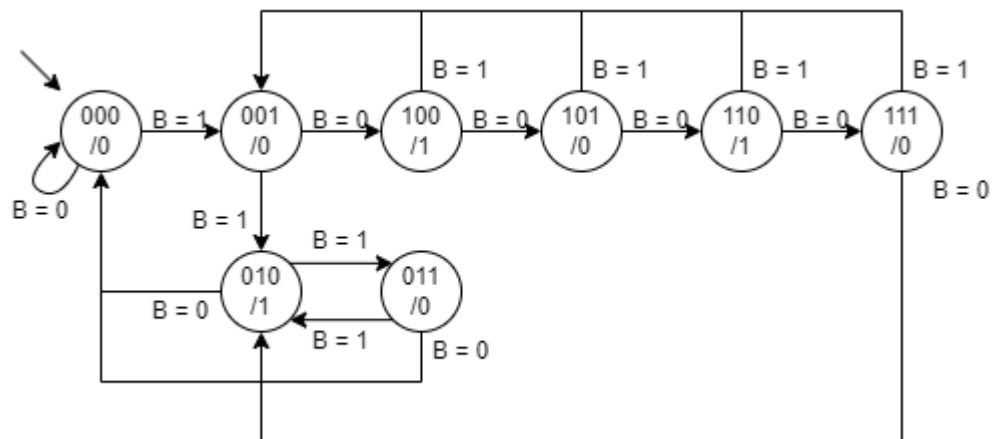 B = 1
B = 1
B = 1
B = 1
000
/0
B = 1
001
/0
B = 0
100
/1
B = 0
101
/0
B = 0
110
/1
B = 0
111
/0
B = 0
B = 0
B = 1
B = 1
010
/1
011
/0
B = 0
B = 1
B = 0